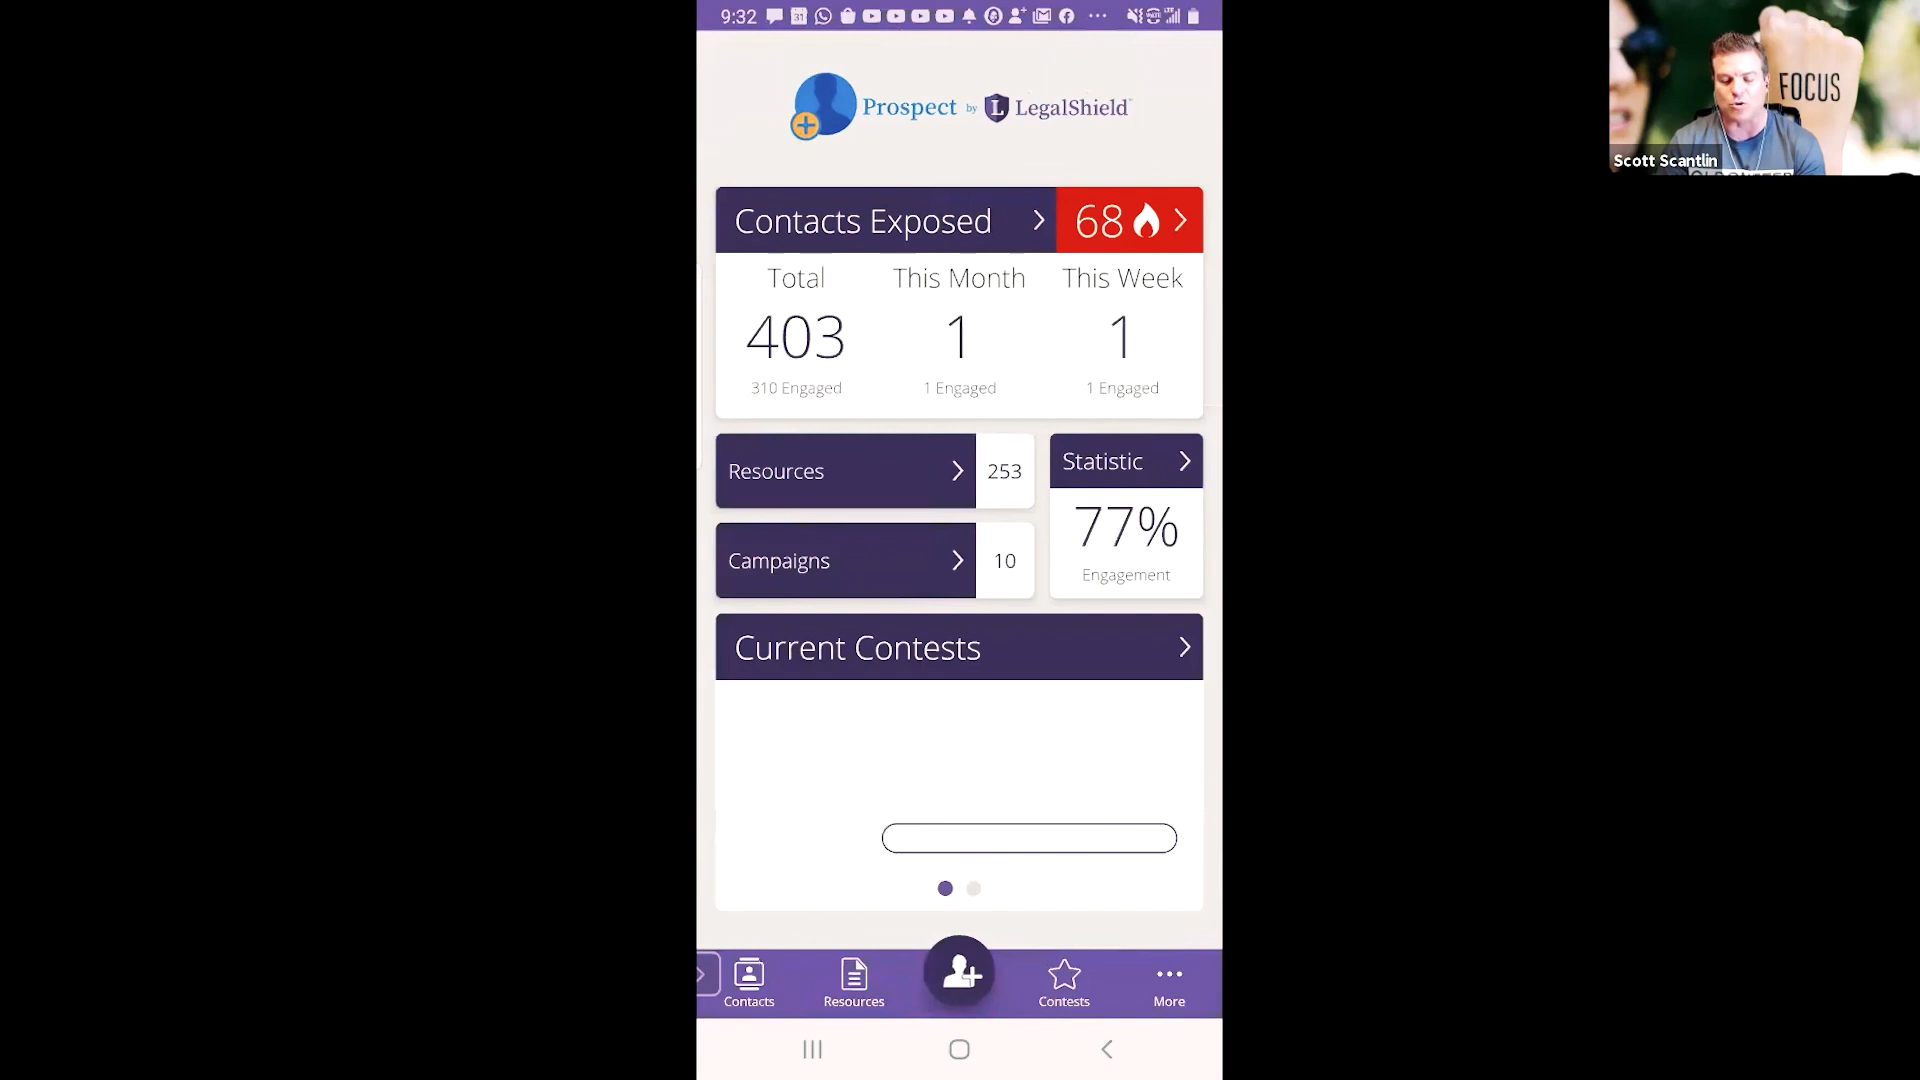 9:32
31
Prospect by LegalShield
FOCUS
Scott Scantlin
Contacts Exposed
68
Total
This Month
This Week
403
1
1
310 Engaged
1 Engaged
1 Engaged
Resources
253
Statistic
77%
Engagement
Campaigns
10
Current Contests
Contacts
Resources
Contests
More